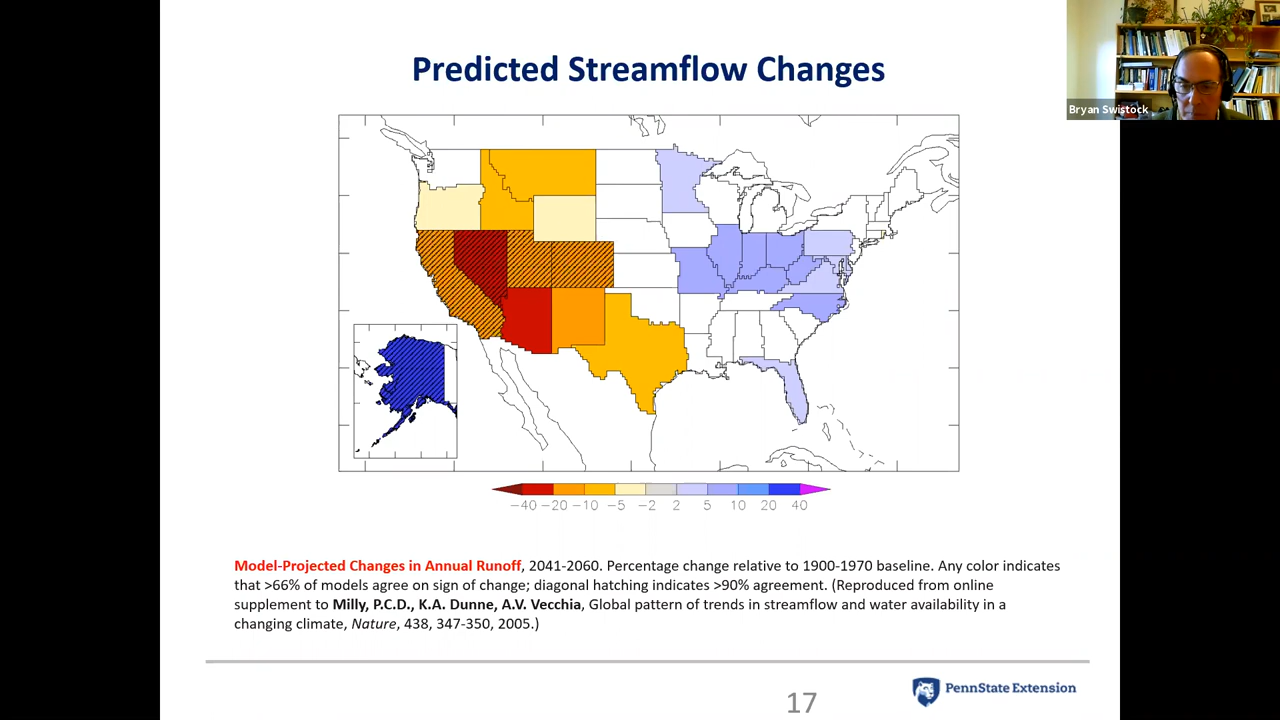 Predicted Streamflow Changes
Bryan Swistock
−40 −20 −10 −5 −2 2 5 10 20 40
Model-Projected Changes in Annual Runoff, 2041-2060. Percentage change relative to 1900-1970 baseline. Any color indicates
that >66% of models agree on sign of change; diagonal hatching indicates >90% agreement. (Reproduced from online
supplement to Milly, P.C.D., K.A. Dunne, A.V. Vecchia, Global pattern of trends in streamflow and water availability in a
changing climate, Nature, 438, 347-350, 2005.)
17
PennState Extension